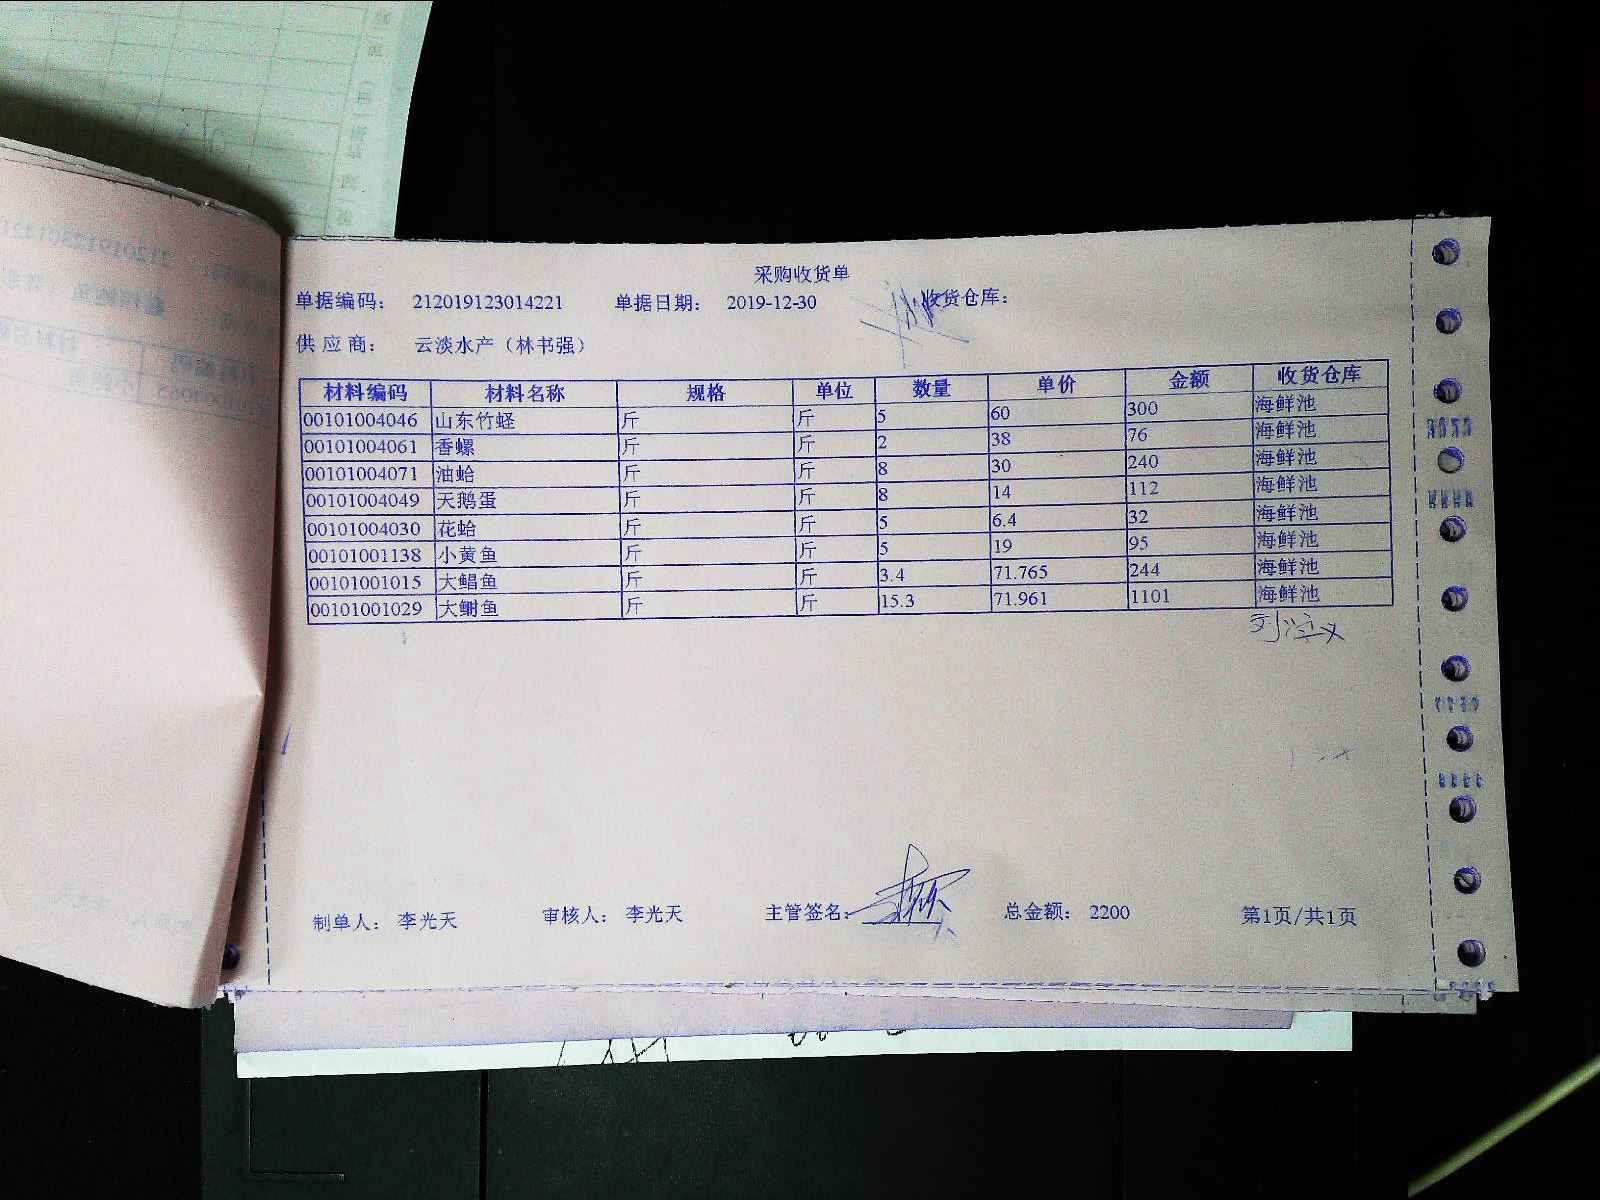 采购收货单
单据编码： 212019123014221 单据日期： 2019-12-30 收货仓库：
供 应 商： 云淡水产（林书强）
材料编码 材料名称 规格 单位 数量 单价 金额 收货仓库
00101004046 山东竹蛏 斤 斤 5 60 300 海鲜池
00101004061 香螺 斤 斤 2 38 76 海鲜池
00101004071 油蛤 斤 斤 8 30 240 海鲜池
00101004049 天鹅蛋 斤 斤 8 14 112 海鲜池
00101004030 花蛤 斤 斤 5 6.4 32 海鲜池
00101001138 小黄鱼 斤 斤 5 19 95 海鲜池
00101001015 大鲳鱼 斤 斤 3.4 71.765 244 海鲜池
00101001029 大鲥鱼 斤 斤 15.3 71.961 1101 海鲜池
制单人： 李光天 审核人： 李光天 主管签名： 总金额： 2200 第1页/共1页